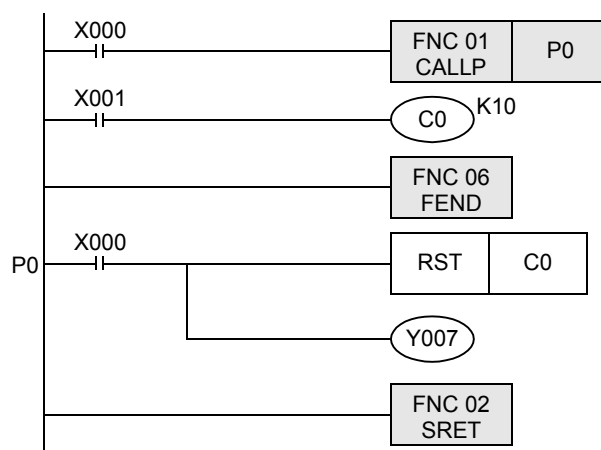 X000
FNC 01
CALLP
P0
X001
C0
K10
FNC 06
FEND
P0
X000
RST
C0
Y007
FNC 02
SRET